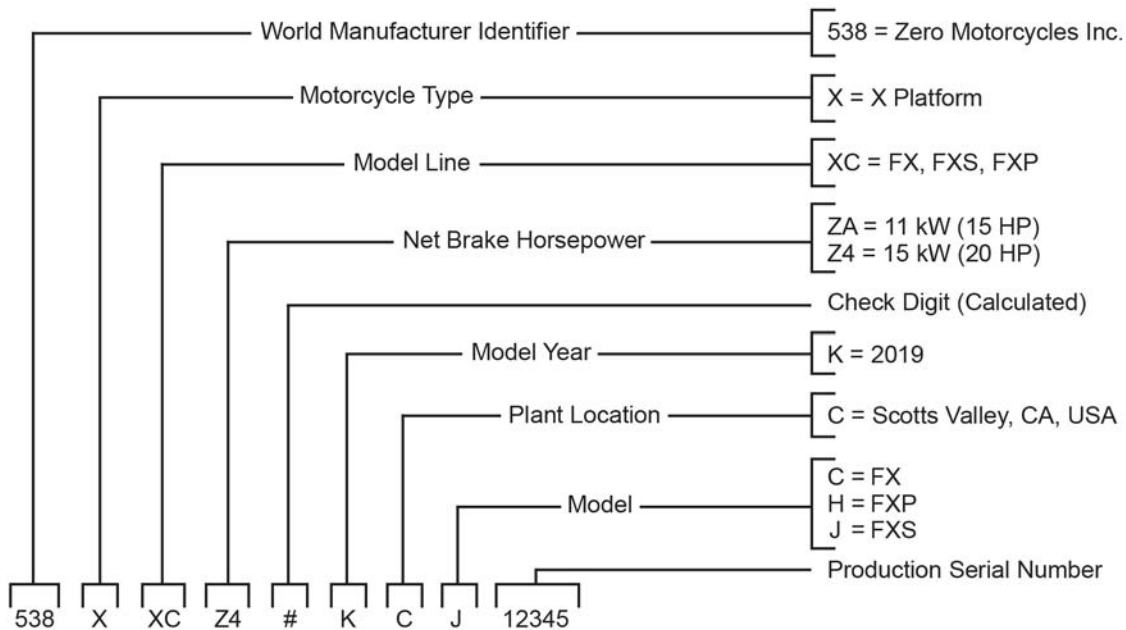 World Manufacturer Identifier
538 = Zero Motorcycles Inc.
Motorcycle Type
X = X Platform
Model Line
XC = FX, FXS, FXP
Net Brake Horsepower
ZA = 11 kW (15 HP)
Z4 = 15 kW (20 HP)
Check Digit (Calculated)
Model Year
K = 2019
Plant Location
C = Scotts Valley, CA, USA
Model
C = FX
H = FXP
J = FXS
Production Serial Number
538 X XC Z4 # K C J 12345